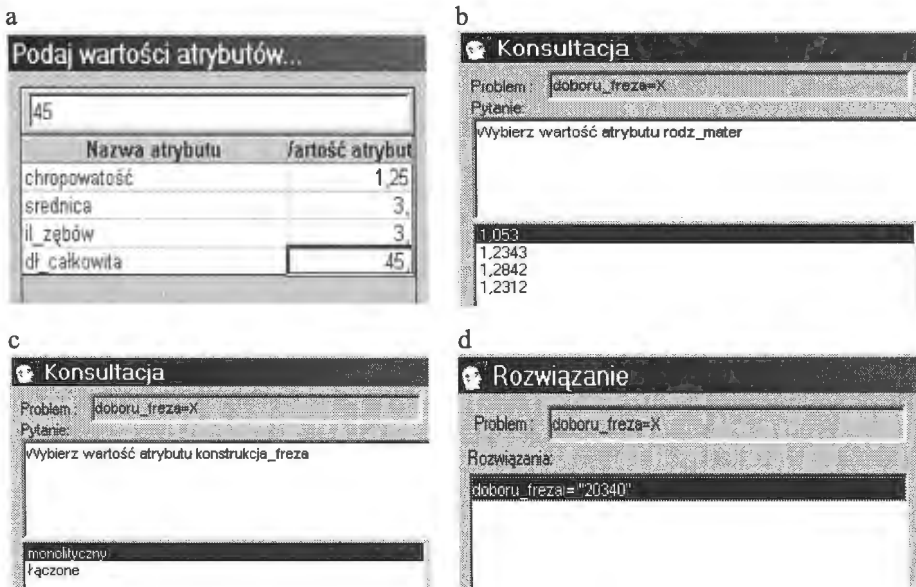 a
Podaj wartości atrybutów...
45
Nazwa atrybutu /artość atrybut
chropowatość 1,25
srednica 3,
il_zębów 3,
dł_całkowita 45,
b
Konsultacja
Problem: doboru_freza=X
Pytanie:
Wybierz wartość atrybutu rodz_mater
1,053
1,2343
1,2842
1,2312
c
Konsultacja
Problem: doboru_freza=X
Pytanie:
Wybierz wartość atrybutu konstrukcja_freza
monolityczny
łączone
d
Rozwiązanie
Problem: doboru_freza=X
Rozwiązania:
doboru_freza= "20340"